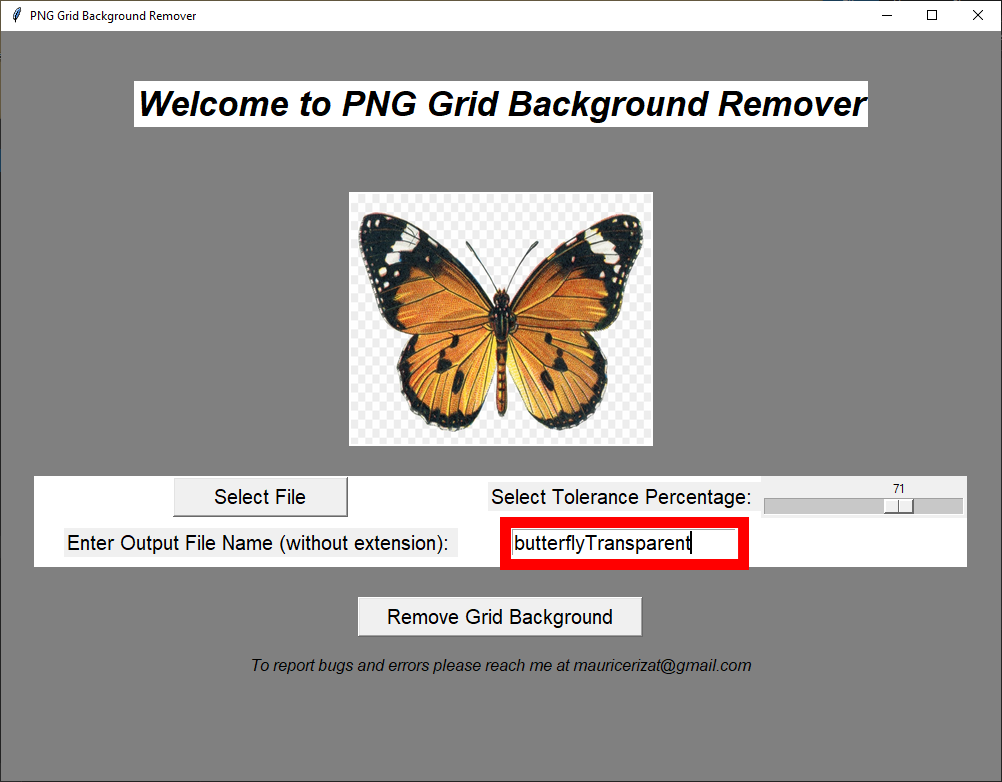 PNG Grid Background Remover
Welcome to PNG Grid Background Remover
Select File
Select Tolerance Percentage:
71
Enter Output File Name (without extension):
butterflyTransparent
Remove Grid Background
To report bugs and errors please reach me at mauricerizat@gmail.com